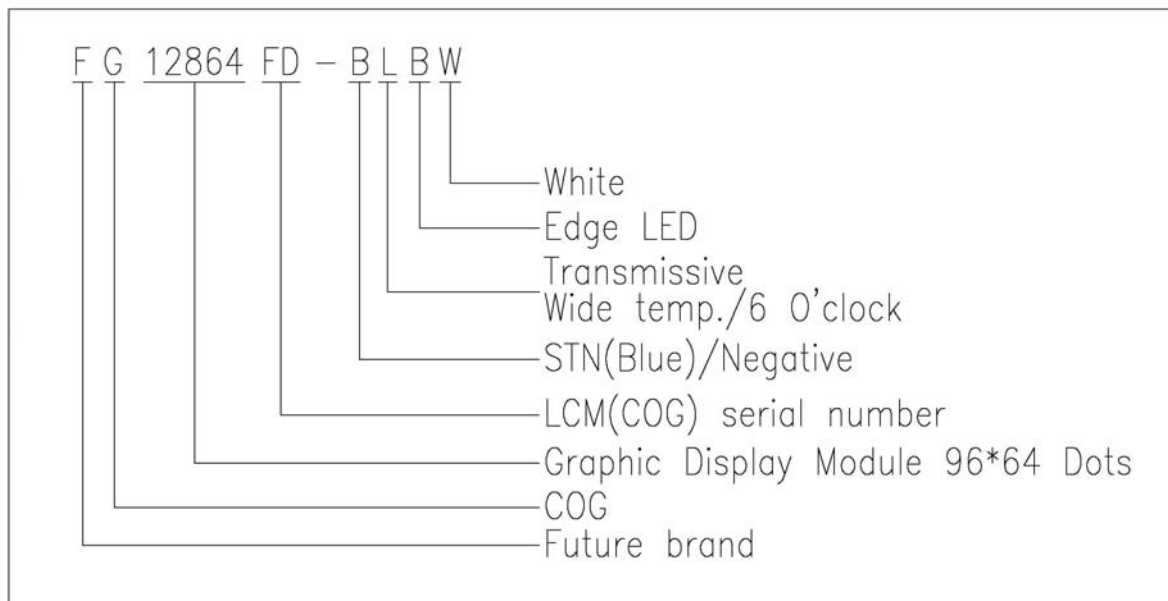 F G 12864 FD - B L B W
White
Edge LED
Transmissive
Wide temp./6 O'clock
STN(Blue)/Negative
LCM(COG) serial number
Graphic Display Module 96*64 Dots
COG
Future brand